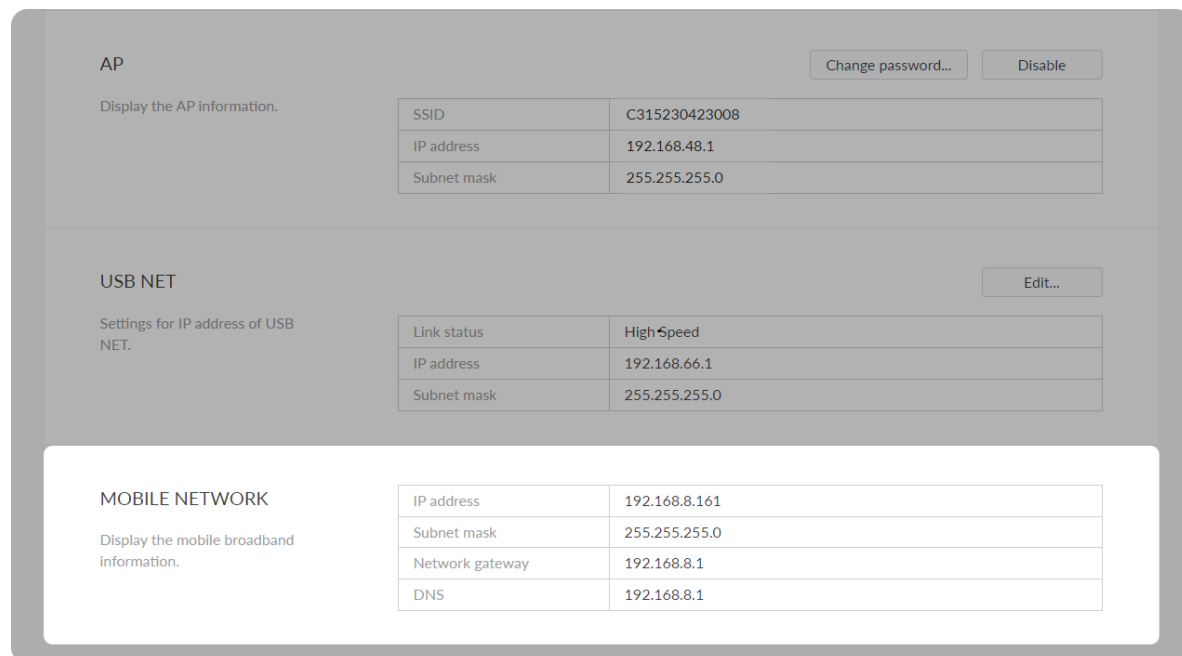 AP
Change password...
Disable
Display the AP information.
SSID C315230423008
IP address 192.168.48.1
Subnet mask 255.255.255.0
USB NET
Edit...
Settings for IP address of USB
NET.
Link status High Speed
IP address 192.168.66.1
Subnet mask 255.255.255.0
MOBILE NETWORK
Display the mobile broadband
information.
IP address 192.168.8.161
Subnet mask 255.255.255.0
Network gateway 192.168.8.1
DNS 192.168.8.1